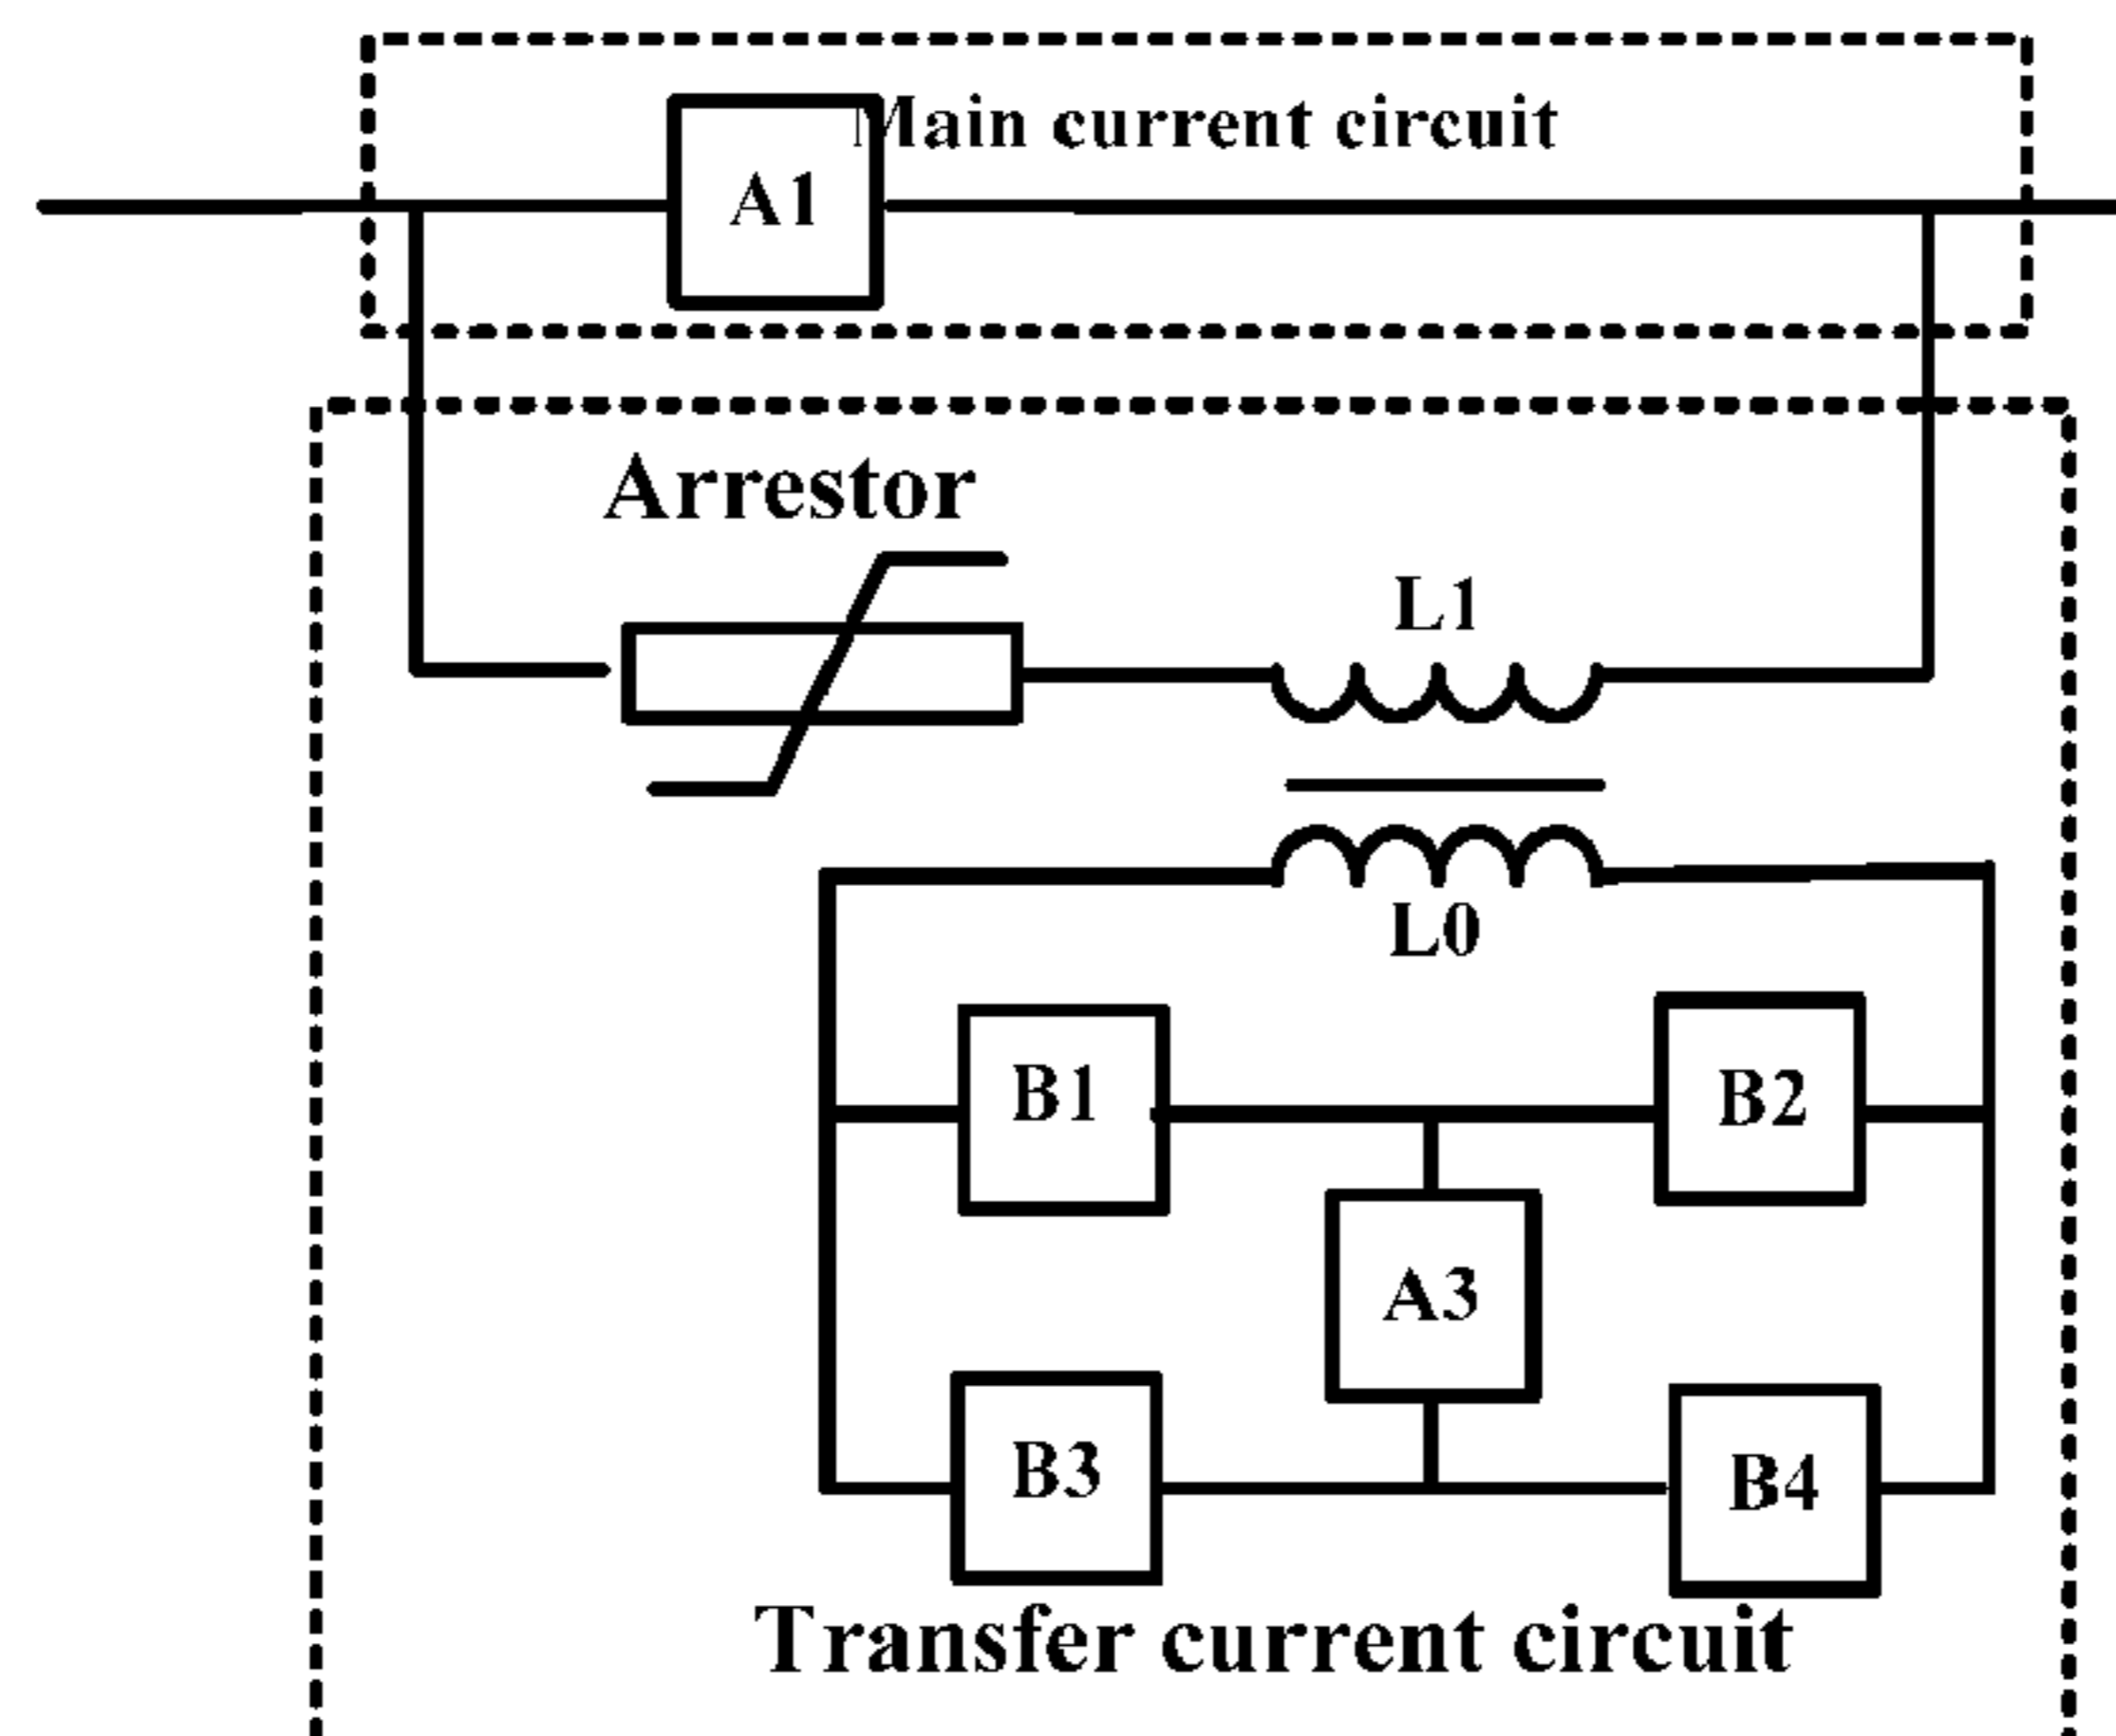 Main current circuit
A1
Arrestor
L1
L0
B1
B2
A3
B3
B4
Transfer current circuit